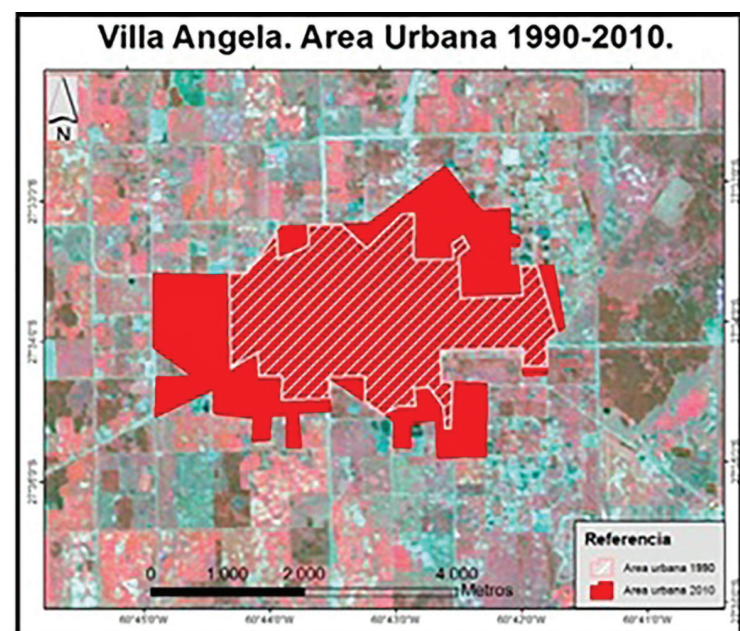 Villa Angela. Area Urbana 1990-2010.
N
Referencia
Area urbana 1990
Area urbana 2010
0 1 000 2 000 4 000
Metros
60°45'0"W 60°44'0"W 60°43'0"W 60°42'0"W 60°41'0"W